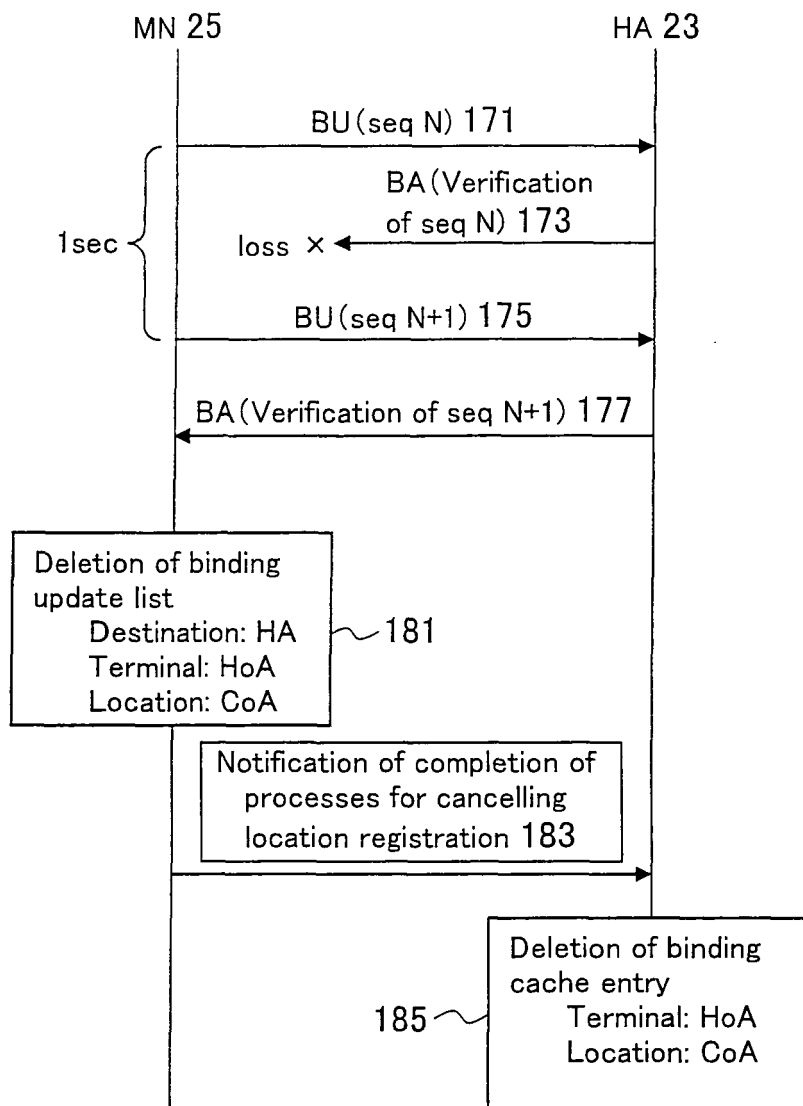 MN 25
HA 23
BU(seq N) 171
BA(Verification
of seq N) 173
1sec
loss ×
BU(seq N+1) 175
BA(Verification of seq N+1) 177
Deletion of binding
update list
Destination: HA
Terminal: HoA
Location: CoA
181
Notification of completion of
processes for cancelling
location registration 183
Deletion of binding
cache entry
Terminal: HoA
Location: CoA
185